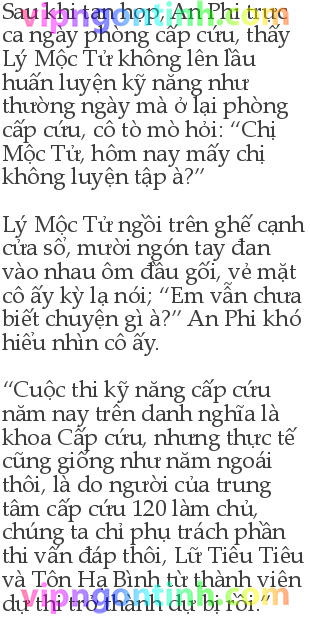 Sau khi tan họp, An Phi trực
ca ngày phòng cấp cứu, thấy
Lý Mộc Tử không lên lầu
huấn luyện kỹ năng như
thường ngày mà ở lại phòng
cấp cứu, cô tò mò hỏi: “Chị
Mộc Tử, hôm nay mấy chị
không luyện tập à?”

Lý Mộc Tử ngồi trên ghế cạnh
cửa sổ, mười ngón tay đan
vào nhau ôm đầu gối, vẻ mặt
cô ấy kỳ lạ nói; “Em vẫn chưa
biết chuyện gì à?” An Phi khó
hiểu nhìn cô ấy.

“Cuộc thi kỹ năng cấp cứu
năm nay trên danh nghĩa là
khoa Cấp cứu, nhưng thực tế
cũng giống như năm ngoái
thôi, là do người của trung
tâm cấp cứu 120 làm chủ,
chúng ta chỉ phụ trách phần
thi vấn đáp thôi, Lữ Tiêu Tiêu
và Tôn Hạ Bình từ thành viên
dự thi trở thành dự bị rồi.
vipngontinh.com
vipngontinh.com